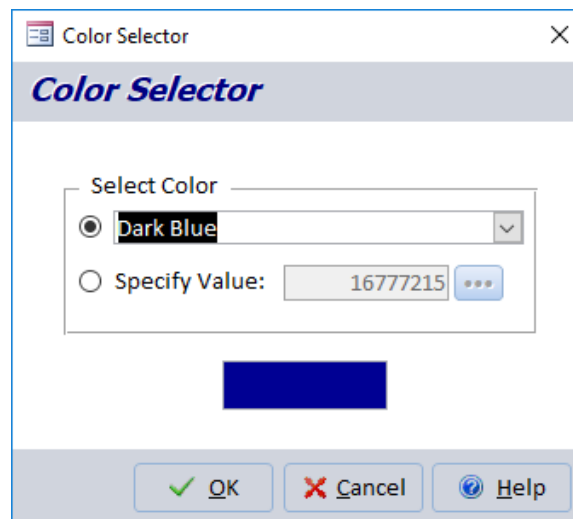 Color Selector
Color Selector
Select Color
Dark Blue
Specify Value: 16777215 •••
OK Cancel Help